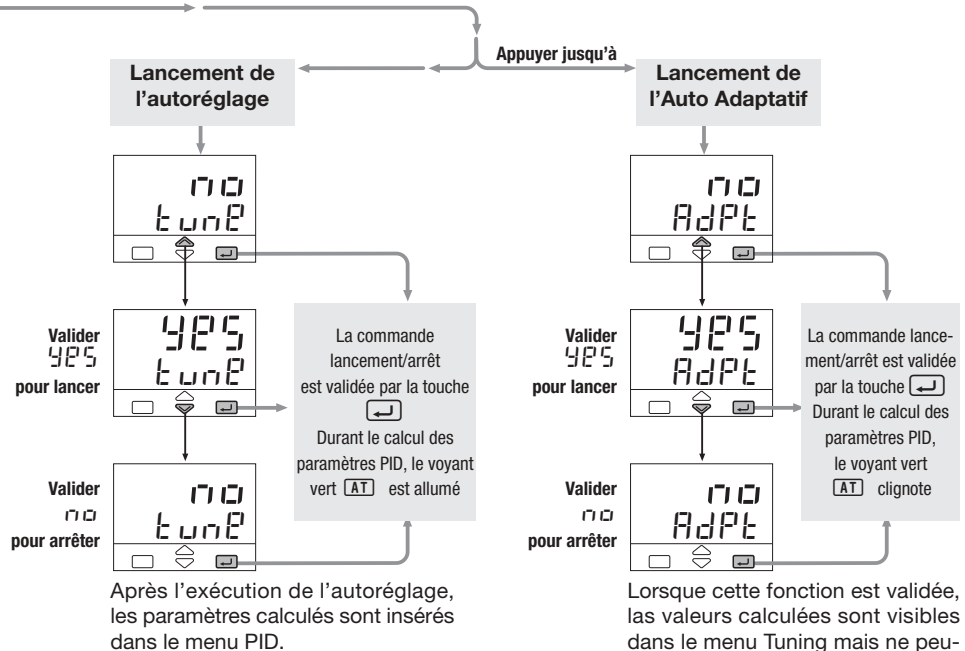 Appuyer jusqu'à
Lancement de
l'autoréglage
no
tunE
Valider
YES
pour lancer
YES
tunE
La commande
lancement/arrêt
est validée par la touche
Durant le calcul des
paramètres PID, le voyant
vert AT est allumé
Valider
no
pour arrêter
no
tunE
Après l'exécution de l'autoréglage,
les paramètres calculés sont insérés
dans le menu PID.
Lancement de
l'Auto Adaptatif
no
AdPt
Valider
YES
pour lancer
YES
AdPt
La commande lance-
ment/arrêt est validée
par la touche
Durant le calcul des
paramètres PID,
le voyant vert
AT clignote
Valider
no
pour arrêter
no
AdPt
Lorsque cette fonction est validée,
las valeurs calculées sont visibles
dans le menu Tuning mais ne peu-